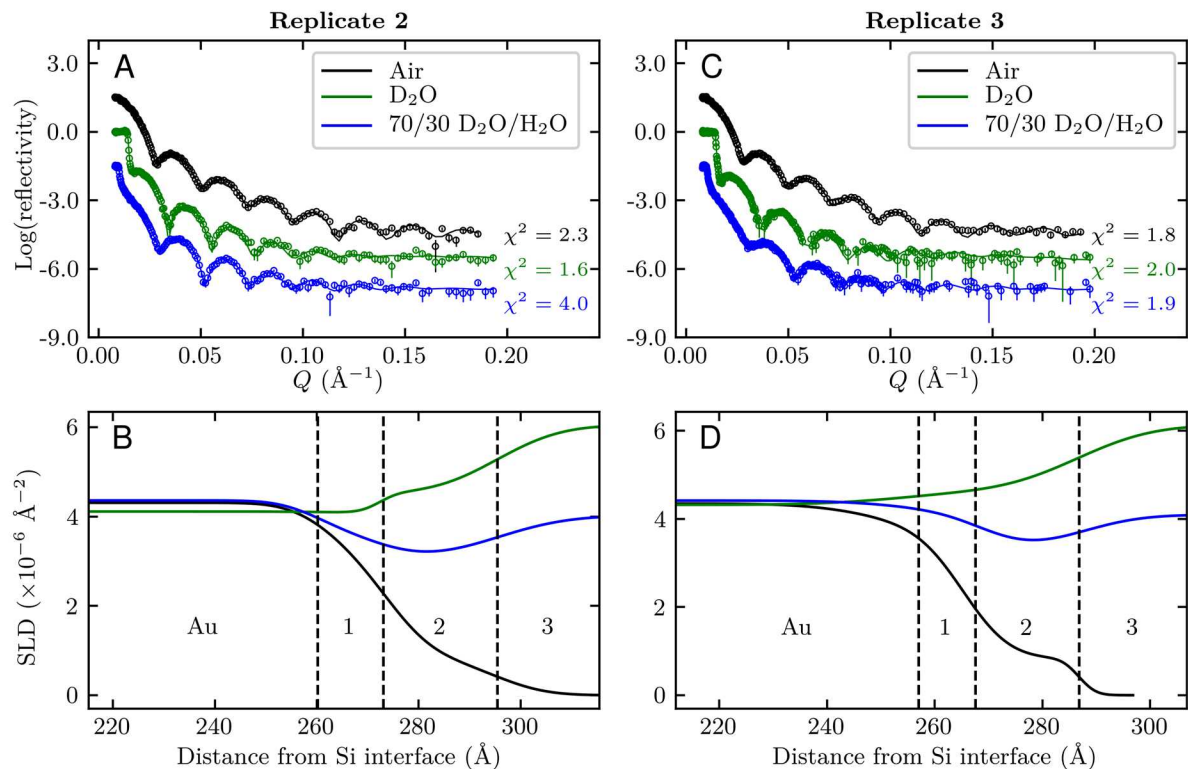 Replicate 2
A
Air
D₂O
70/30 D₂O/H₂O
3.0
0.0
-3.0
-6.0
-9.0
Log(reflectivity)
χ² = 2.3
χ² = 1.6
χ² = 4.0
0.00 0.05 0.10 0.15 0.20
Q (Å⁻¹)
Replicate 3
C
Air
D₂O
70/30 D₂O/H₂O
3.0
0.0
-3.0
-6.0
-9.0
χ² = 1.8
χ² = 2.0
χ² = 1.9
0.00 0.05 0.10 0.15 0.20
Q (Å⁻¹)
B
6
4
2
0
SLD (×10⁻⁶ Å⁻²)
Au 1 2 3
220 240 260 280 300
Distance from Si interface (Å)
D
6
4
2
0
Au 1 2 3
220 240 260 280 300
Distance from Si interface (Å)